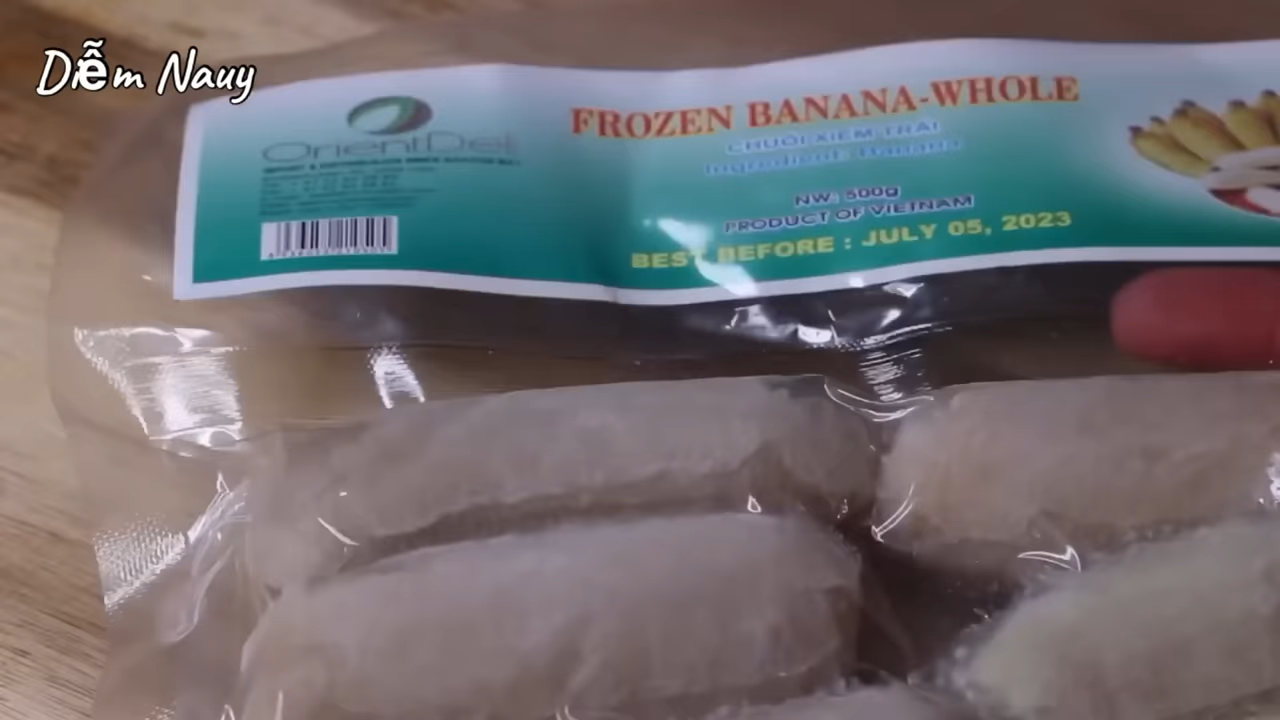 Diễm Nauy
OrientDeli
FROZEN BANANA-WHOLE
CHUỐI XIÊM TRÁI
Ingredient: Banana
NW: 500g
PRODUCT OF VIETNAM
BEST BEFORE : JULY 05, 2023